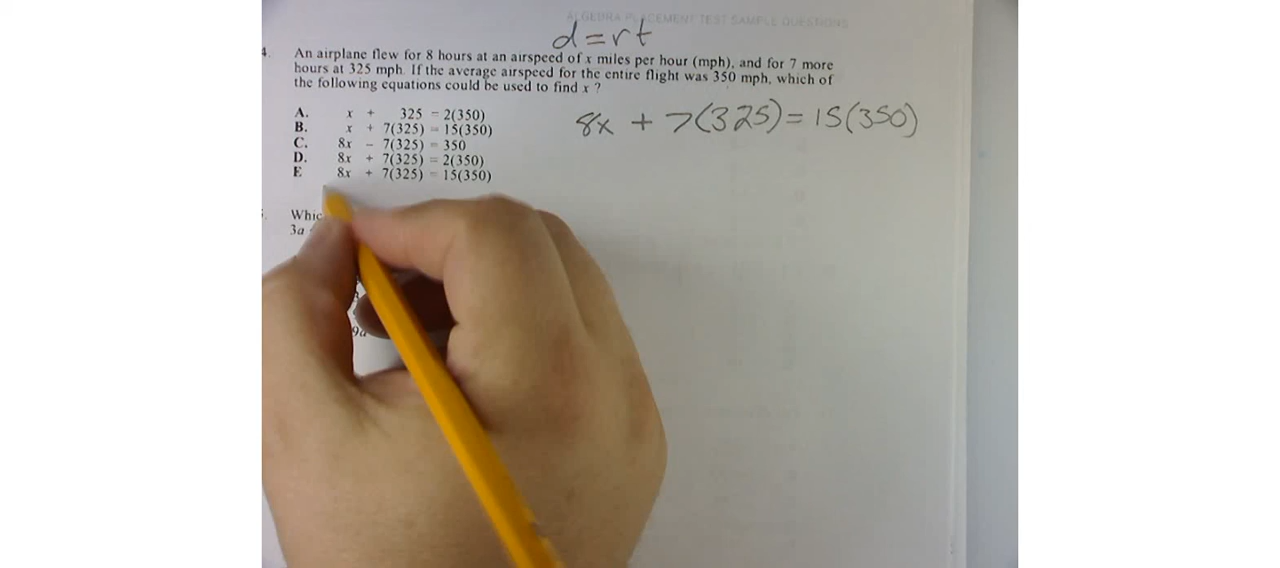 ALGEBRA PLACEMENT TEST SAMPLE QUESTIONS
d = rt
4. An airplane flew for 8 hours at an airspeed of x miles per hour (mph), and for 7 more
hours at 325 mph. If the average airspeed for the entire flight was 350 mph, which of
the following equations could be used to find x ?
8x + 7(325) = 15(350)
A. x + 325 = 2(350)
B. x + 7(325) = 15(350)
C. 8x - 7(325) = 350
D. 8x + 7(325) = 2(350)
E 8x + 7(325) = 15(350)
Whic
3a
9a